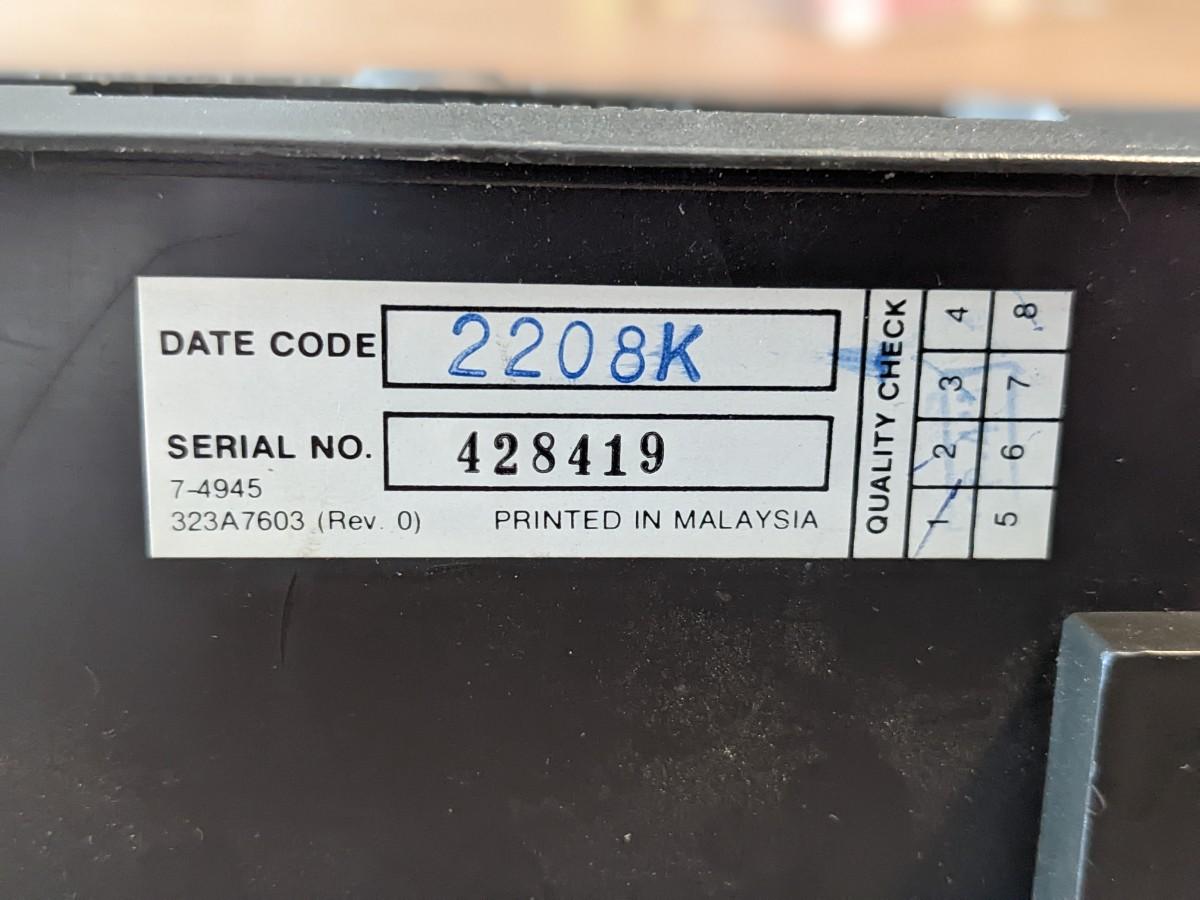 DATE CODE 2208K
SERIAL NO. 428419
7-4945
323A7603 (Rev. 0) PRINTED IN MALAYSIA
QUALITY CHECK
4 8
3 7
2 6
1 5